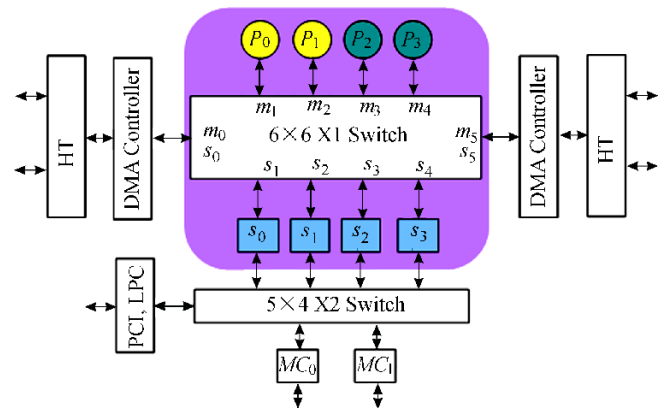 P0 P1 P2 P3
m1 m2 m3 m4
m0 6×6 X1 Switch m5
s0 s5
s1 s2 s3 s4
HT
DMA Controller
DMA Controller
HT
s0 s1 s2 s3
PCI, LPC
5×4 X2 Switch
MC0 MC1